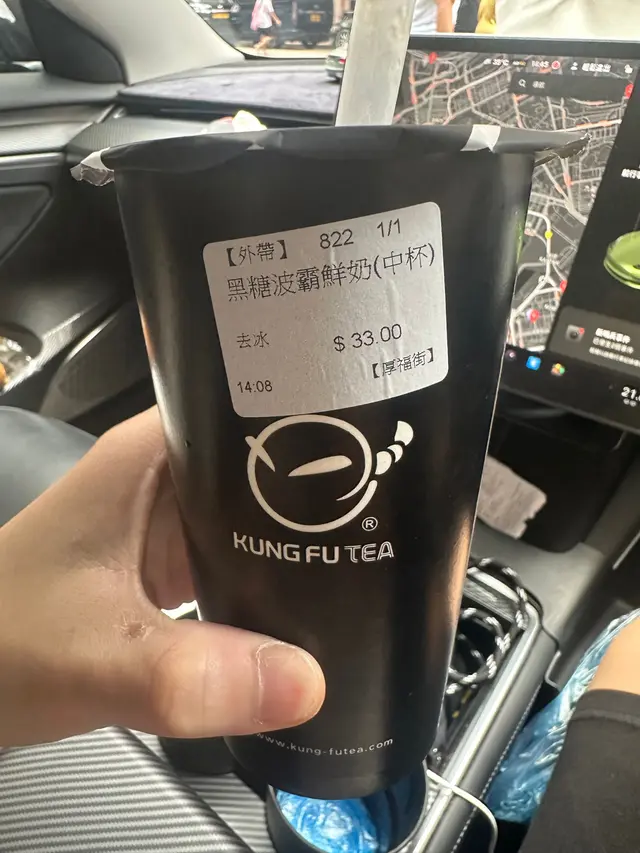 【外帶】 822 1/1
黑糖波霸鮮奶(中杯)
去冰 $ 33.00
14:08 【厚福街】
®
KUNG FU TEA
www.kung-futea.com